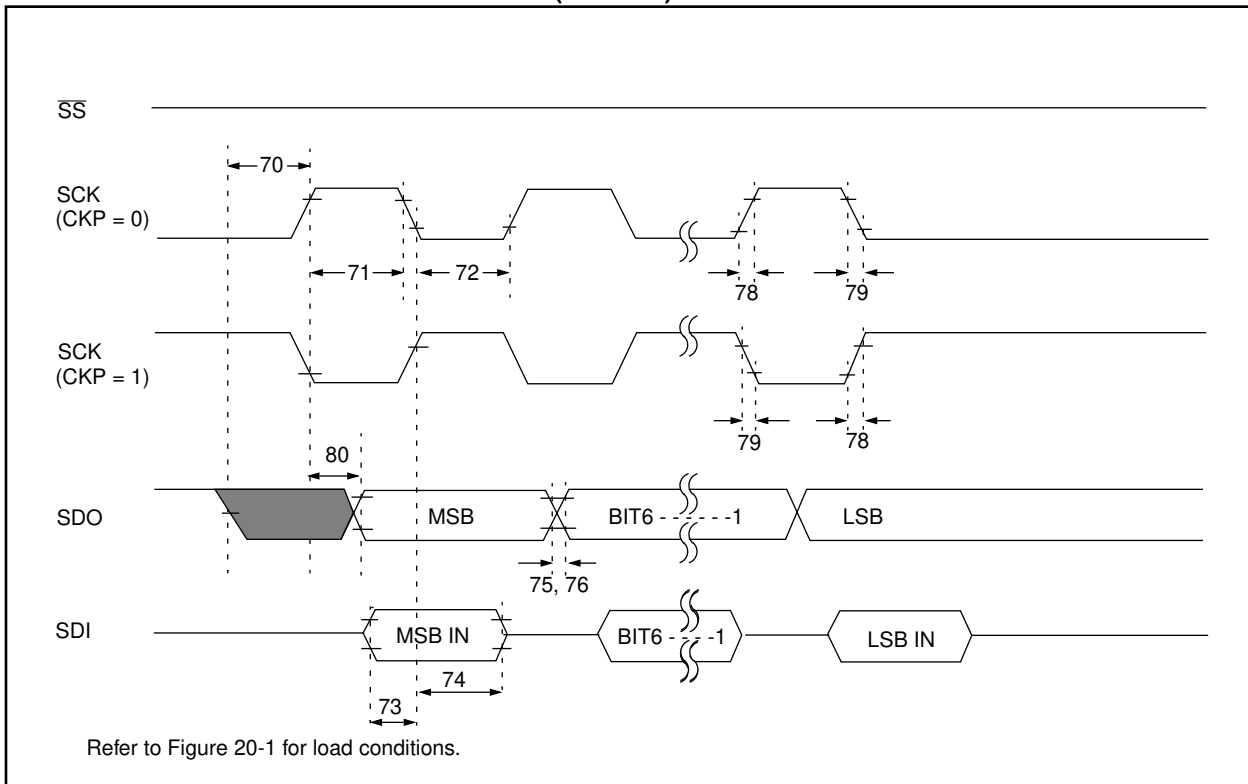 SS
70
SCK
(CKP = 0)
71
72
78
79
SCK
(CKP = 1)
79
78
80
SDO
MSB
BIT6 - - - - - -1
LSB
75, 76
SDI
MSB IN
BIT6 - - - -1
LSB IN
74
73
Refer to Figure 20-1 for load conditions.